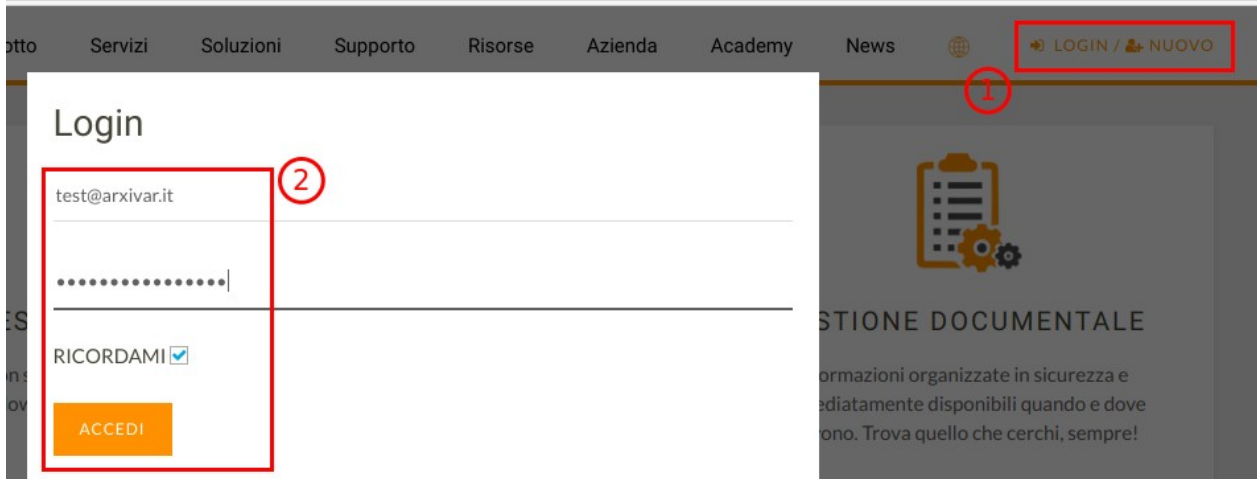 otto Servizi Soluzioni Supporto Risorse Azienda Academy News LOGIN / NUOVO
1
Login
2
test@arxivar.it
••••••••••••••••
RICORDAMI
ACCEDI
STIONE DOCUMENTALE
ormazioni organizzate in sicurezza e
ediatamente disponibili quando e dove
ono. Trova quello che cerchi, sempre!